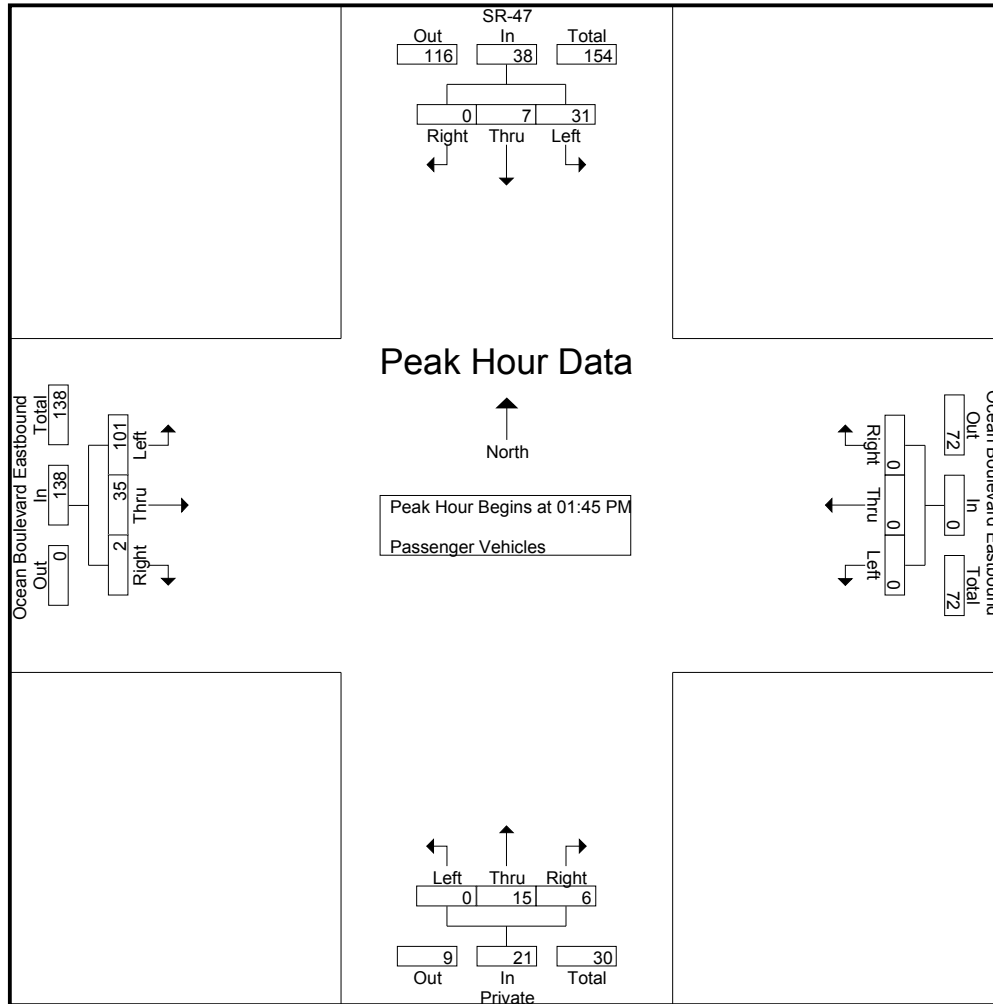 SR-47
Out In Total
116 38 154
0 7 31
Right Thru Left
Peak Hour Data
North
Peak Hour Begins at 01:45 PM
Passenger Vehicles
Ocean Boulevard Eastbound
Out In Total
0 138 138
2 35 101
Right Thru Left
Ocean Boulevard Eastbound
Out In Total
72 0 72
0 0 0
Right Thru Left
Left Thru Right
0 15 6
9 21 30
Out In Total
Private